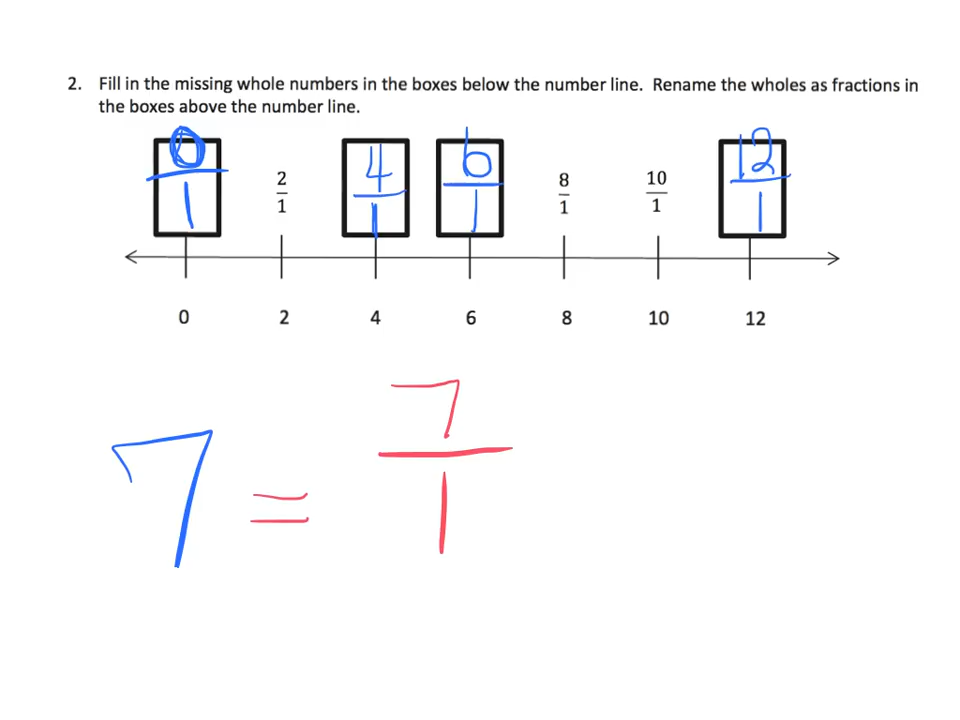 2. Fill in the missing whole numbers in the boxes below the number line. Rename the wholes as fractions in
the boxes above the number line.
0/1 2/1 4/1 6/1 8/1 10/1 12/1
0 2 4 6 8 10 12
7 = 7/1